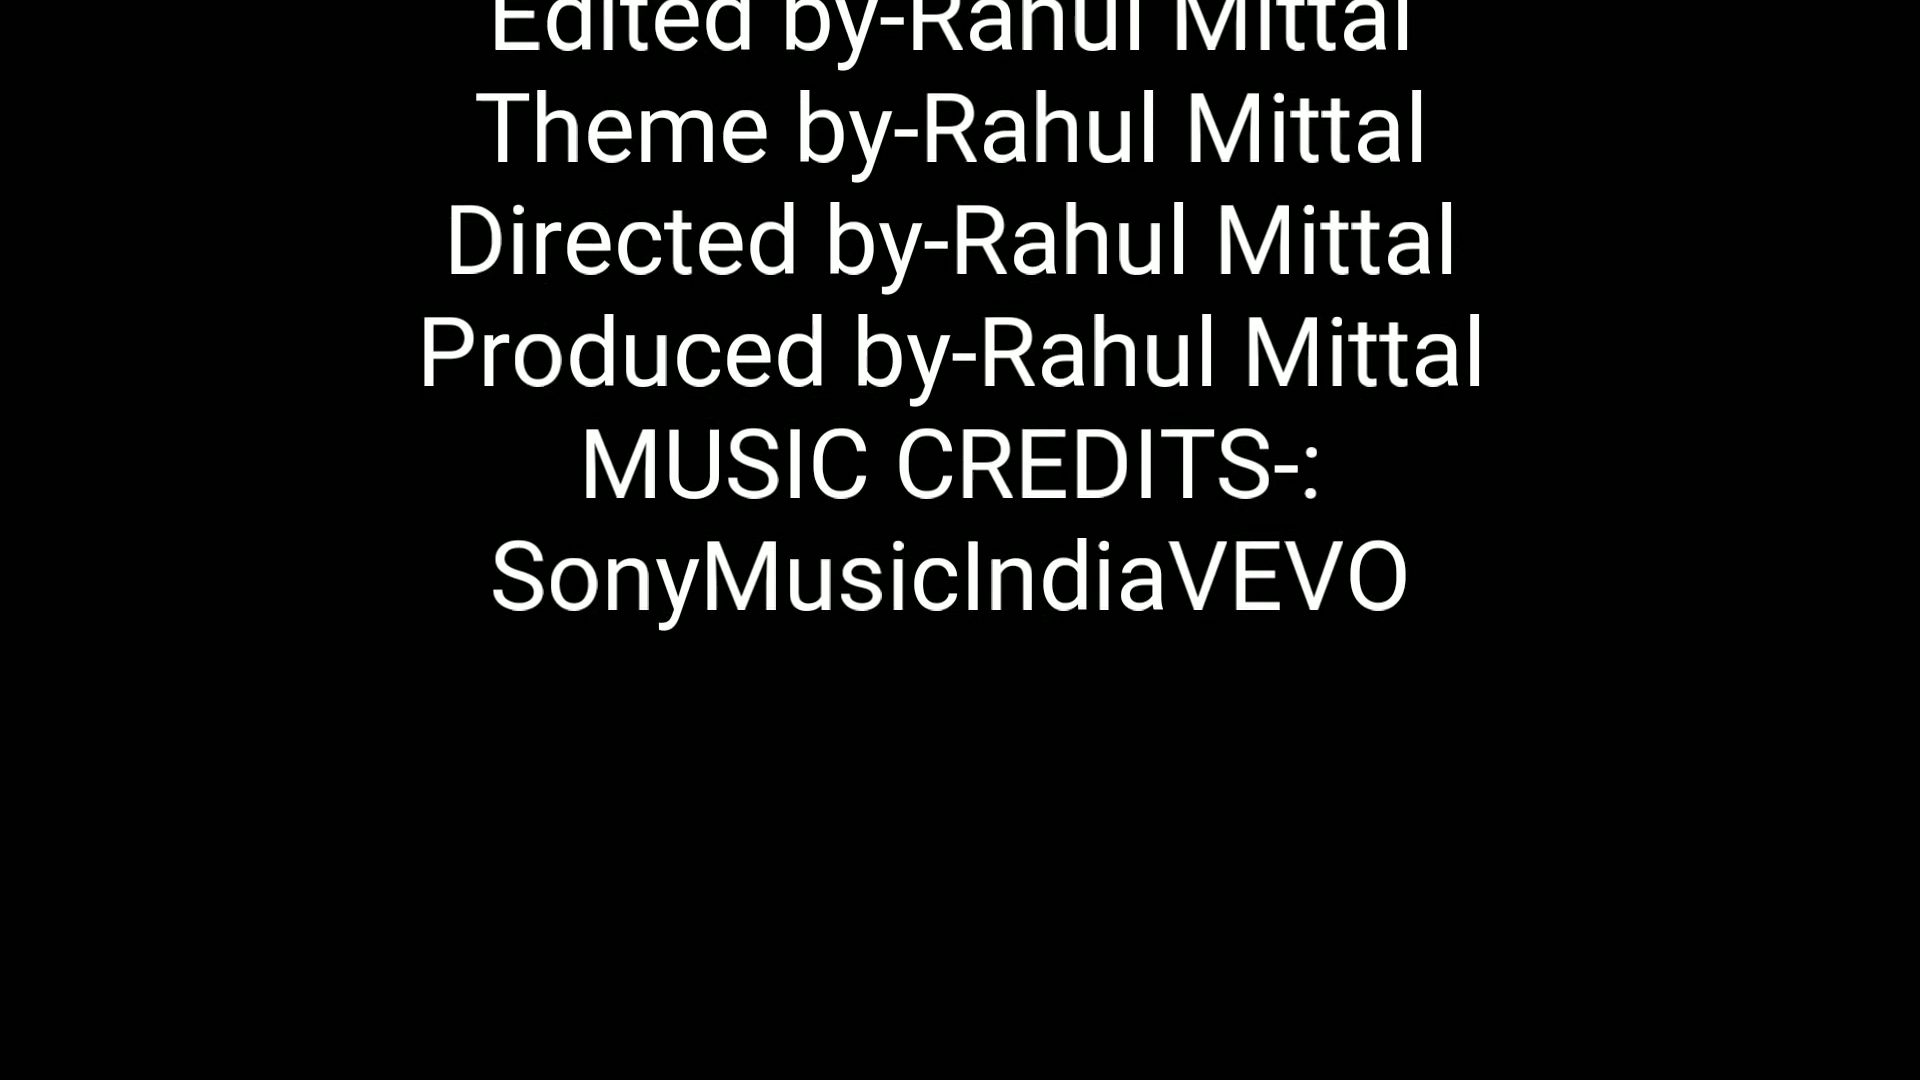 Edited by-Rahul Mittal
Theme by-Rahul Mittal
Directed by-Rahul Mittal
Produced by-Rahul Mittal
MUSIC CREDITS-:
SonyMusicIndiaVEVO